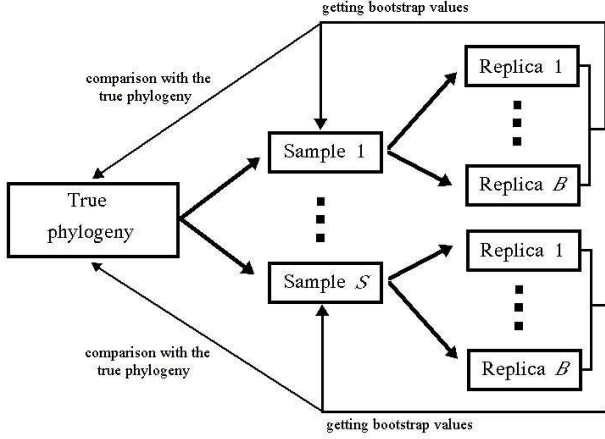 getting bootstrap values
comparison with the
true phylogeny
Replica 1
Sample 1
Replica B
True
phylogeny
Replica 1
Sample S
comparison with the
true phylogeny
Replica B
getting bootstrap values